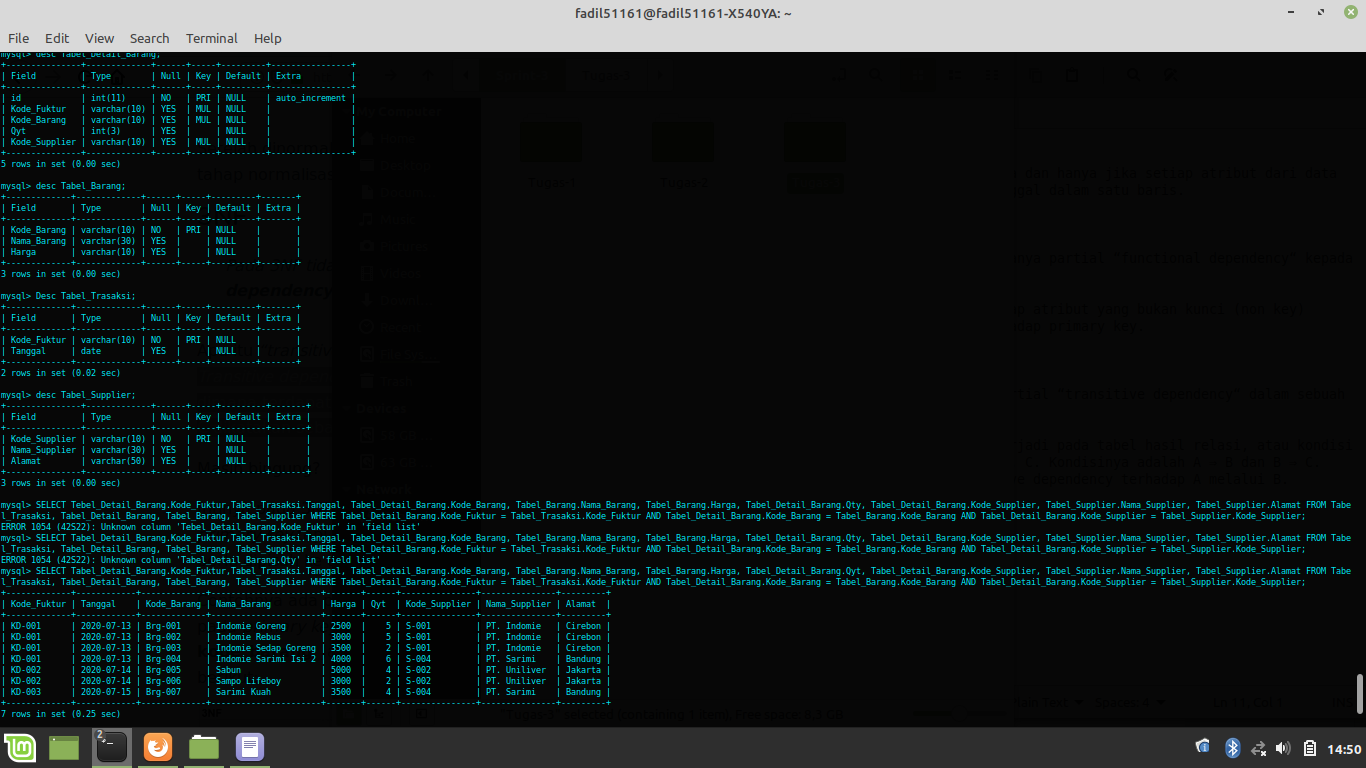 fadil51161@fadil51161-X540YA: ~
File Edit View Search Terminal Help
mysql> desc Tabel_Detail_Barang;
+---------------+-------------+------+-----+---------+----------------+
| Field | Type | Null | Key | Default | Extra |
+---------------+-------------+------+-----+---------+----------------+
| id | int(11) | NO | PRI | NULL | auto_increment |
| Kode_Fuktur | varchar(10) | YES | MUL | NULL | |
| Kode_Barang | varchar(10) | YES | MUL | NULL | |
| Qyt | int(3) | YES | | NULL | |
| Kode_Supplier | varchar(10) | YES | MUL | NULL | |
+---------------+-------------+------+-----+---------+----------------+
5 rows in set (0.00 sec)
mysql> desc Tabel_Barang;
+-------------+-------------+------+-----+---------+-------+
| Field | Type | Null | Key | Default | Extra |
+-------------+-------------+------+-----+---------+-------+
| Kode_Barang | varchar(10) | NO | PRI | NULL | |
| Nama_Barang | varchar(30) | YES | | NULL | |
| Harga | varchar(10) | YES | | NULL | |
+-------------+-------------+------+-----+---------+-------+
3 rows in set (0.00 sec)
mysql> Desc Tabel_Trasaksi;
+-------------+-------------+------+-----+---------+-------+
| Field | Type | Null | Key | Default | Extra |
+-------------+-------------+------+-----+---------+-------+
| Kode_Fuktur | varchar(10) | NO | PRI | NULL | |
| Tanggal | date | YES | | NULL | |
+-------------+-------------+------+-----+---------+-------+
2 rows in set (0.02 sec)
mysql> desc Tabel_Supplier;
+---------------+-------------+------+-----+---------+-------+
| Field | Type | Null | Key | Default | Extra |
+---------------+-------------+------+-----+---------+-------+
| Kode_Supplier | varchar(10) | NO | PRI | NULL | |
| Nama_Supplier | varchar(30) | YES | | NULL | |
| Alamat | varchar(50) | YES | | NULL | |
+---------------+-------------+------+-----+---------+-------+
3 rows in set (0.00 sec)
mysql> SELECT Tebel_Detail_Barang.Kode_Fuktur,Tabel_Trasaksi.Tanggal, Tabel_Detail_Barang.Kode_Barang, Tabel_Barang.Nama_Barang, Tabel_Barang.Harga, Tabel_Detail_Barang.Qty, Tabel_Detail_Barang.Kode_Supplier, Tabel_Supplier.Nama_Supplier, Tabel_Supplier.Alamat FROM Tabe
l_Trasaksi, Tabel_Detail_Barang, Tabel_Barang, Tabel_Supplier WHERE Tabel_Detail_Barang.Kode_Fuktur = Tabel_Trasaksi.Kode_Fuktur AND Tabel_Detail_Barang.Kode_Barang = Tabel_Barang.Kode_Barang AND Tabel_Detail_Barang.Kode_Supplier = Tabel_Supplier.Kode_Supplier;
ERROR 1054 (42S22): Unknown column 'Tebel_Detail_Barang.Kode_Fuktur' in 'field list'
mysql> SELECT Tabel_Detail_Barang.Kode_Fuktur,Tabel_Trasaksi.Tanggal, Tabel_Detail_Barang.Kode_Barang, Tabel_Barang.Nama_Barang, Tabel_Barang.Harga, Tabel_Detail_Barang.Qty, Tabel_Detail_Barang.Kode_Supplier, Tabel_Supplier.Nama_Supplier, Tabel_Supplier.Alamat FROM Tabe
l_Trasaksi, Tabel_Detail_Barang, Tabel_Barang, Tabel_Supplier WHERE Tabel_Detail_Barang.Kode_Fuktur = Tabel_Trasaksi.Kode_Fuktur AND Tabel_Detail_Barang.Kode_Barang = Tabel_Barang.Kode_Barang AND Tabel_Detail_Barang.Kode_Supplier = Tabel_Supplier.Kode_Supplier;
ERROR 1054 (42S22): Unknown column 'Tabel_Detail_Barang.Qty' in 'field list'
mysql> SELECT Tabel_Detail_Barang.Kode_Fuktur,Tabel_Trasaksi.Tanggal, Tabel_Detail_Barang.Kode_Barang, Tabel_Barang.Nama_Barang, Tabel_Barang.Harga, Tabel_Detail_Barang.Qyt, Tabel_Detail_Barang.Kode_Supplier, Tabel_Supplier.Nama_Supplier, Tabel_Supplier.Alamat FROM Tabe
l_Trasaksi, Tabel_Detail_Barang, Tabel_Barang, Tabel_Supplier WHERE Tabel_Detail_Barang.Kode_Fuktur = Tabel_Trasaksi.Kode_Fuktur AND Tabel_Detail_Barang.Kode_Barang = Tabel_Barang.Kode_Barang AND Tabel_Detail_Barang.Kode_Supplier = Tabel_Supplier.Kode_Supplier;
+-------------+------------+-------------+----------------------+-------+------+---------------+---------------+---------+
| Kode_Fuktur | Tanggal | Kode_Barang | Nama_Barang | Harga | Qyt | Kode_Supplier | Nama_Supplier | Alamat |
+-------------+------------+-------------+----------------------+-------+------+---------------+---------------+---------+
| KD-001 | 2020-07-13 | Brg-001 | Indomie Goreng | 2500 | 5 | S-001 | PT. Indomie | Cirebon |
| KD-001 | 2020-07-13 | Brg-002 | Indomie Rebus | 3000 | 5 | S-001 | PT. Indomie | Cirebon |
| KD-001 | 2020-07-13 | Brg-003 | Indomie Sedap Goreng | 3500 | 2 | S-001 | PT. Indomie | Cirebon |
| KD-001 | 2020-07-13 | Brg-004 | Indomie Sarimi Isi 2 | 4000 | 6 | S-004 | PT. Sarimi | Bandung |
| KD-002 | 2020-07-14 | Brg-005 | Sabun | 5000 | 4 | S-002 | PT. Uniliver | Jakarta |
| KD-002 | 2020-07-14 | Brg-006 | Sampo Lifeboy | 3000 | 2 | S-002 | PT. Uniliver | Jakarta |
| KD-003 | 2020-07-15 | Brg-007 | Sarimi Kuah | 3500 | 4 | S-004 | PT. Sarimi | Bandung |
+-------------+------------+-------------+----------------------+-------+------+---------------+---------------+---------+
7 rows in set (0.25 sec)
2
14:50